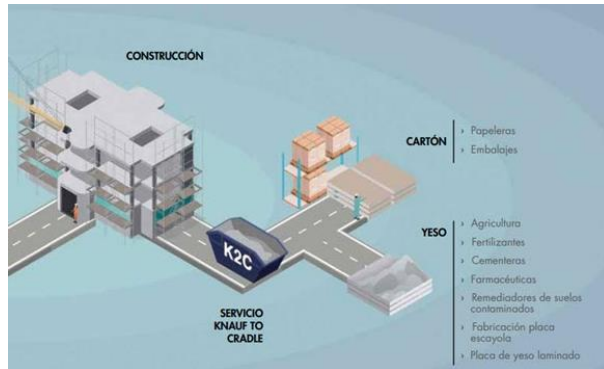 CONSTRUCCIÓN
CARTÓN
› Papeleras
› Embalajes
K2C
SERVICIO
KNAUF TO
CRADLE
YESO
› Agricultura
› Fertilizantes
› Cementeras
› Farmacéuticas
› Remediadores de suelos
contaminados
› Fabricación placa
escayola
› Placa de yeso laminado